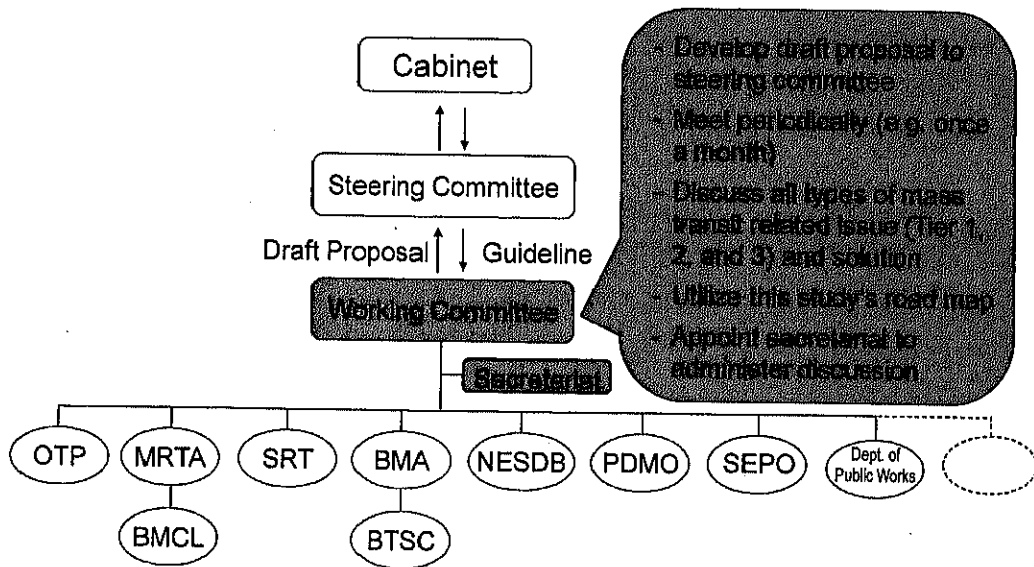 Cabinet
Steering Committee
Draft Proposal
Guideline
Working Committee
Secretariat
- Develop draft proposal to
steering committee
- Meet periodically (e.g. once
a month)
- Discuss all types of mass
transit related issue (Tier 1,
2, and 3) and solution
- Utilize this study's road map
- Appoint secretarial to
administer discussion
OTP
MRTA
SRT
BMA
NESDB
PDMO
SEPO
Dept. of
Public Works
BMCL
BTSC